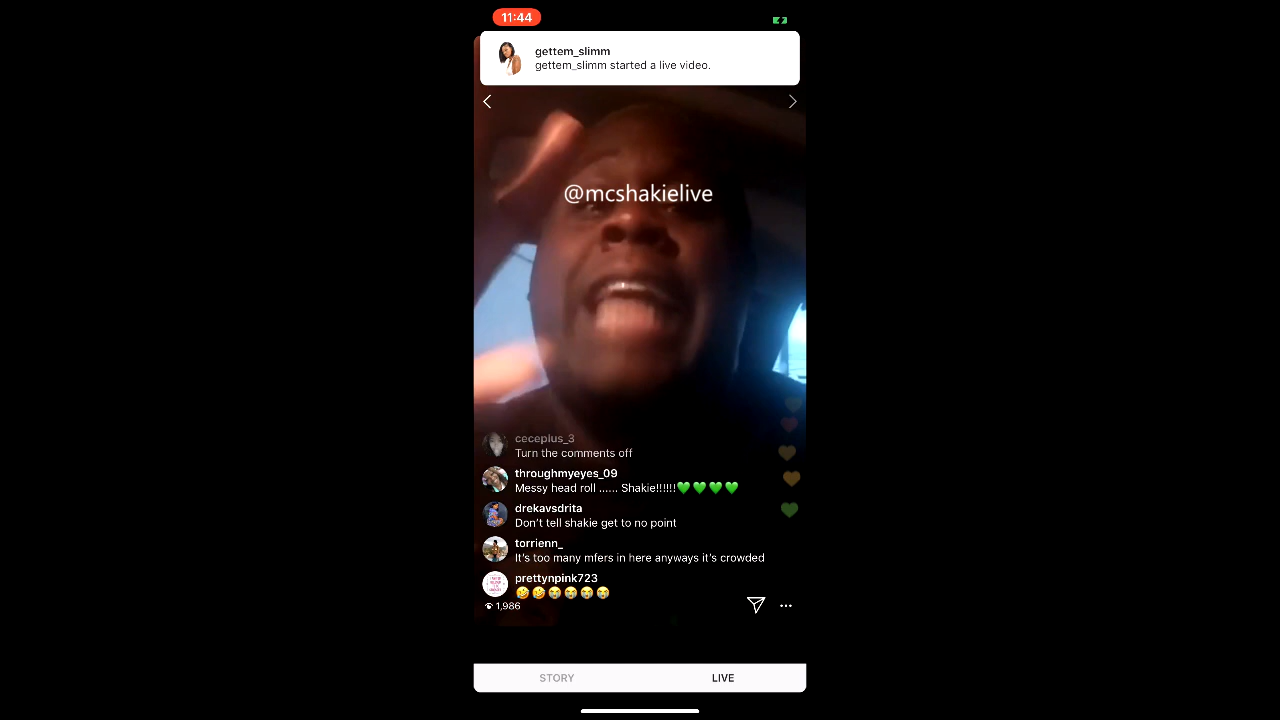 11:44
gettem_slimm
gettem_slimm started a live video.
@mcshakielive
ceceplus_3
Turn the comments off
throughmyeyes_09
Messy head roll ...... Shakie!!!!!!💚💚💚💚
drekavsdrita
Don't tell shakie get to no point
torrienn_
It's too many mfers in here anyways it's crowded
prettynpink723
🤣🤣😭😭😭😭
1,986
STORY LIVE